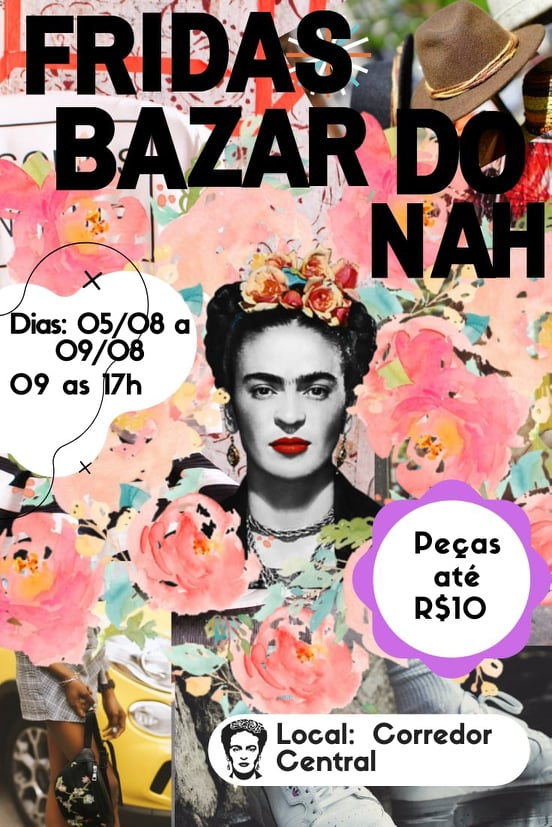 FRIDAS
BAZAR DO
NAH
Dias: 05/08 a
09/08
09 as 17h
Peças
até
R$10
Local: Corredor
Central